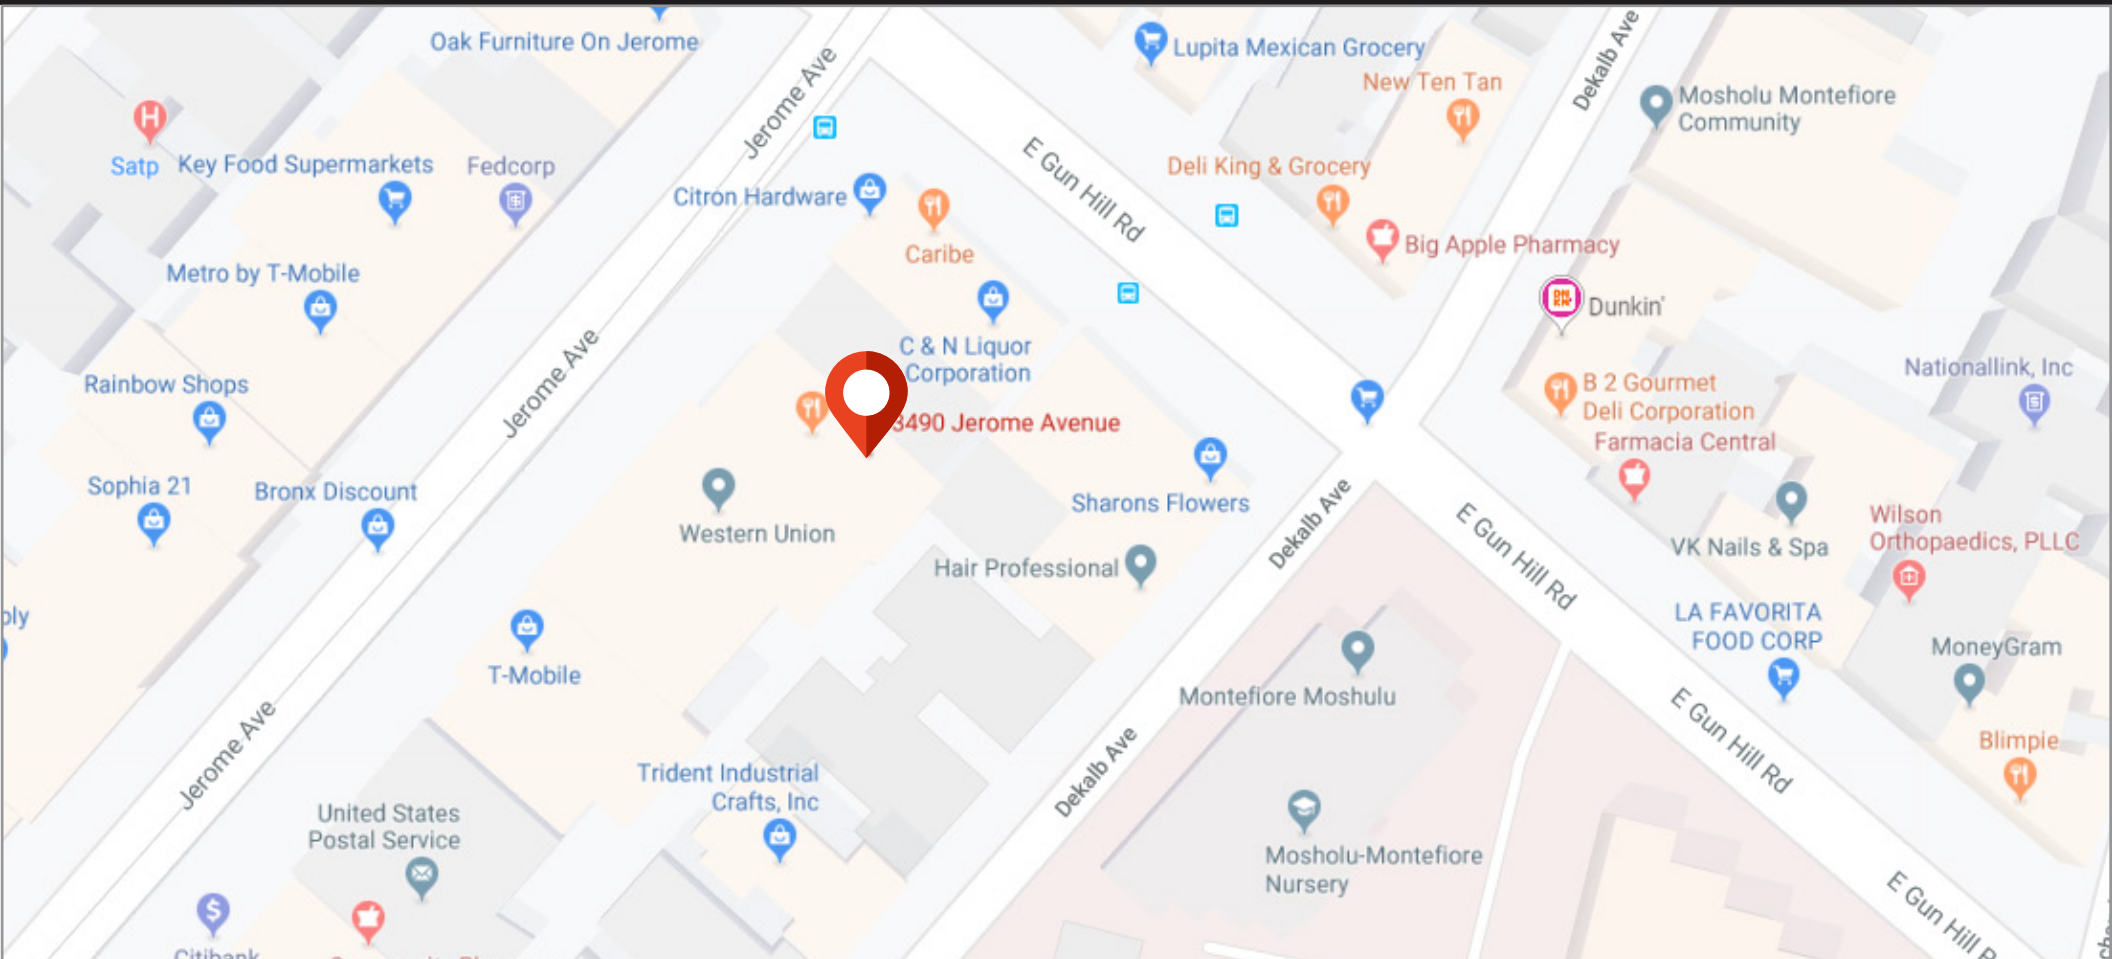 Oak Furniture On Jerome
Jerome Ave
Lupita Mexican Grocery
New Ten Tan
Dekalb Ave
Mosholu Montefiore
Community
H
Satp
Key Food Supermarkets
Fedcorp
Citron Hardware
E Gun Hill Rd
Deli King & Grocery
Caribe
Big Apple Pharmacy
Metro by T-Mobile
DN
KN'
Dunkin'
C & N Liquor
Corporation
Jerome Ave
Rainbow Shops
3490 Jerome Avenue
B 2 Gourmet
Deli Corporation
Nationallink, Inc
Farmacia Central
Sophia 21
Bronx Discount
Western Union
Sharons Flowers
Dekalb Ave
E Gun Hill Rd
Wilson
Orthopaedics, PLLC
VK Nails & Spa
Hair Professional
LA FAVORITA
FOOD CORP
ply
T-Mobile
Montefiore Moshulu
MoneyGram
E Gun Hill Rd
Jerome Ave
Dekalb Ave
Blimpie
Trident Industrial
Crafts, Inc
United States
Postal Service
Mosholu-Montefiore
Nursery
E Gun Hill R
$
Citibank